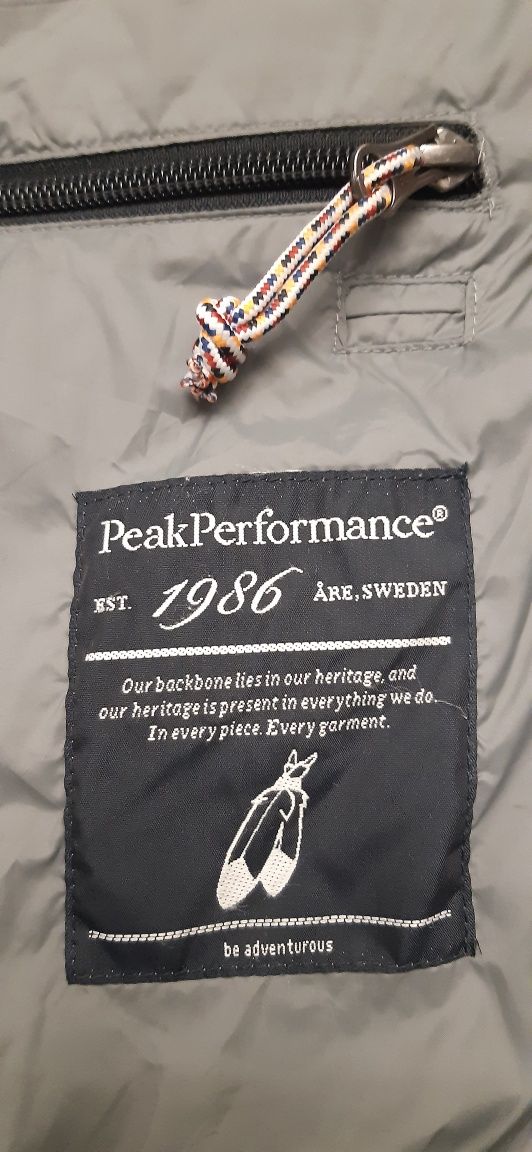 PeakPerformance®
EST. 1986 ÅRE, SWEDEN
Our backbone lies in our heritage, and
our heritage is present in everything we do.
In every piece. Every garment.
be adventurous